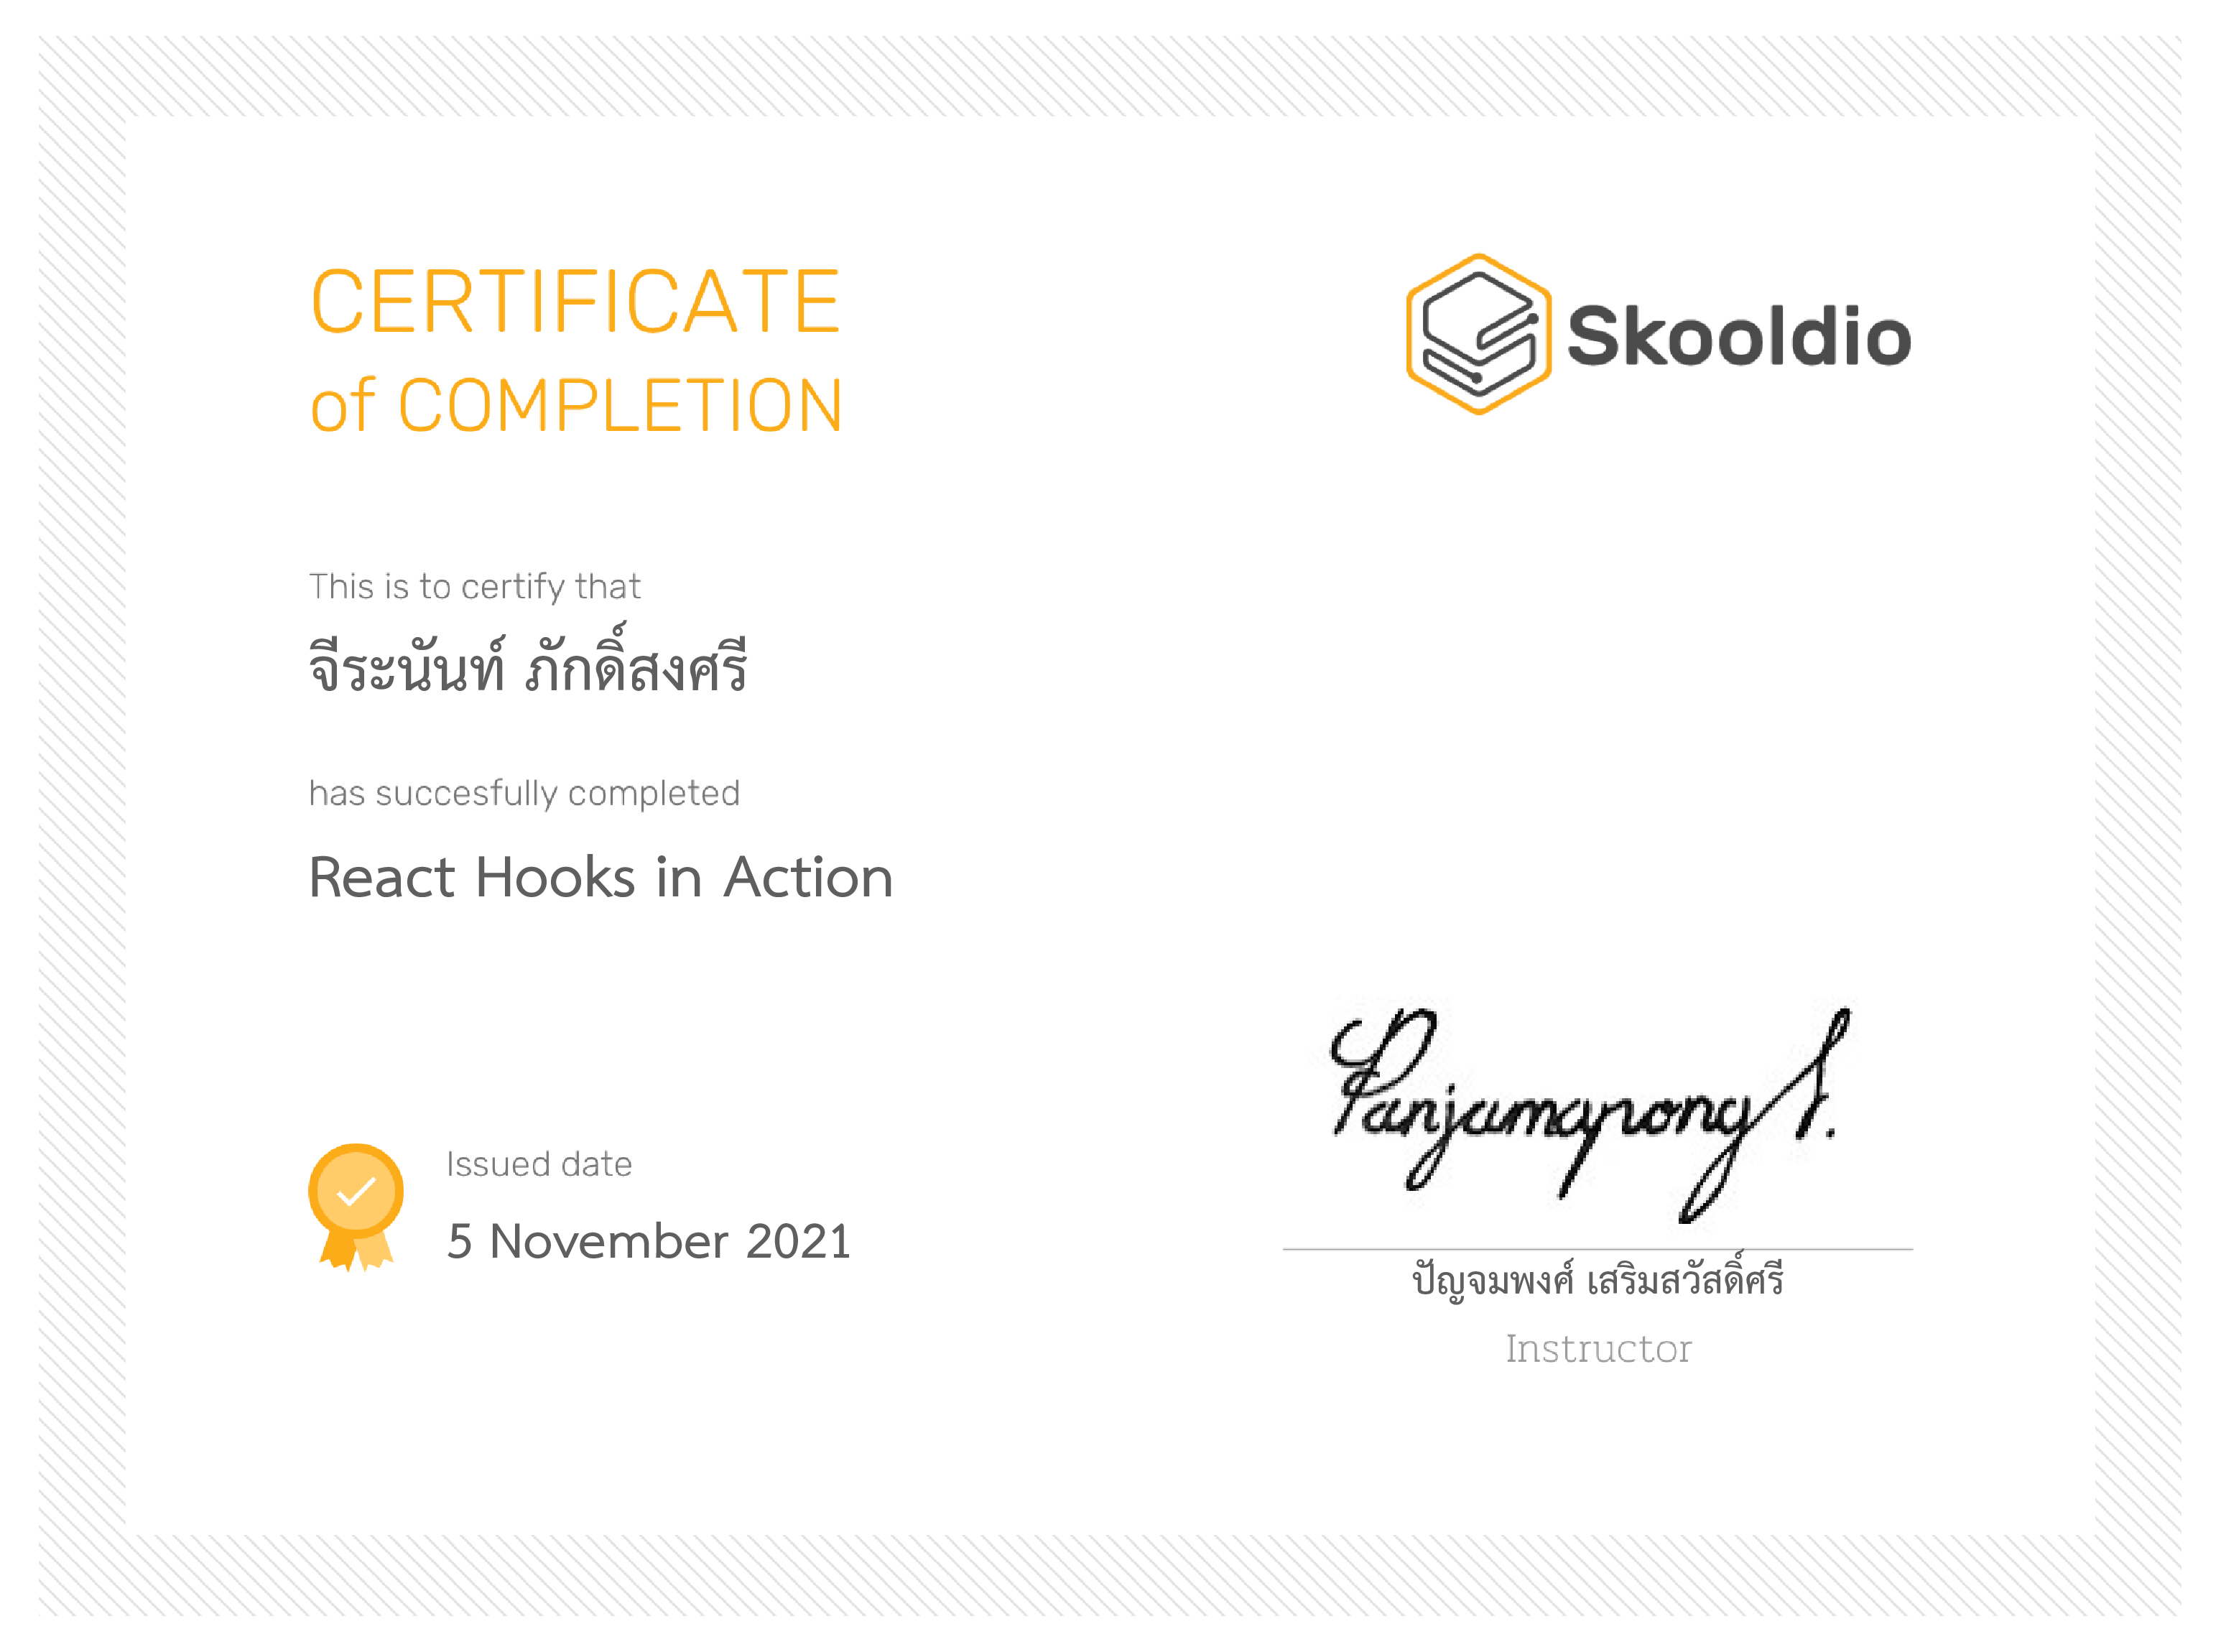 CERTIFICATE
of COMPLETION
Skooldio
This is to certify that
จีระนันท์ ภักดิ์สงศรี
has succesfully completed
React Hooks in Action
Issued date
5 November 2021
Panjamapong S.
ปัญจมพงศ์ เสริมสวัสดิ์ศรี
Instructor